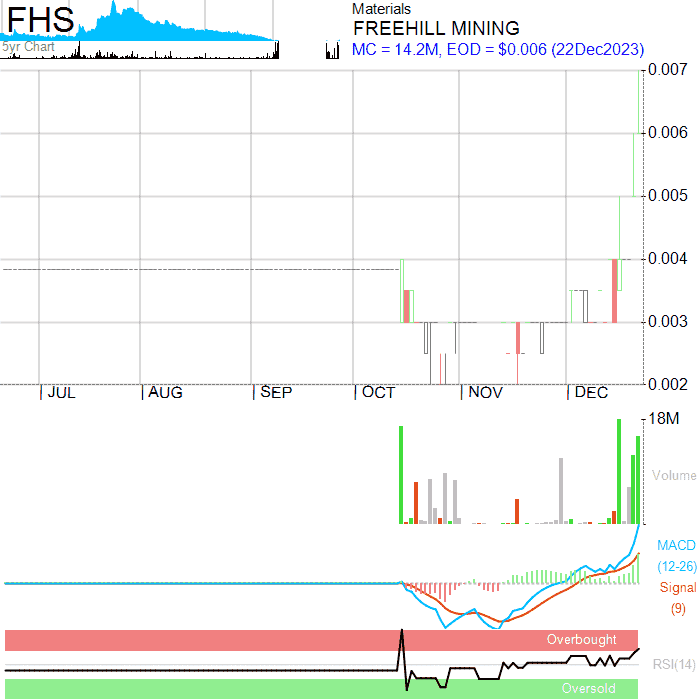 FHS
5yr Chart
Materials
FREEHILL MINING
MC = 14.2M, EOD = $0.006 (22Dec2023)
0.007
0.006
0.005
0.004
0.003
0.002
JUL AUG SEP OCT NOV DEC
18M
Volume
MACD
(12-26)
Signal
(9)
Overbought
RSI(14)
Oversold